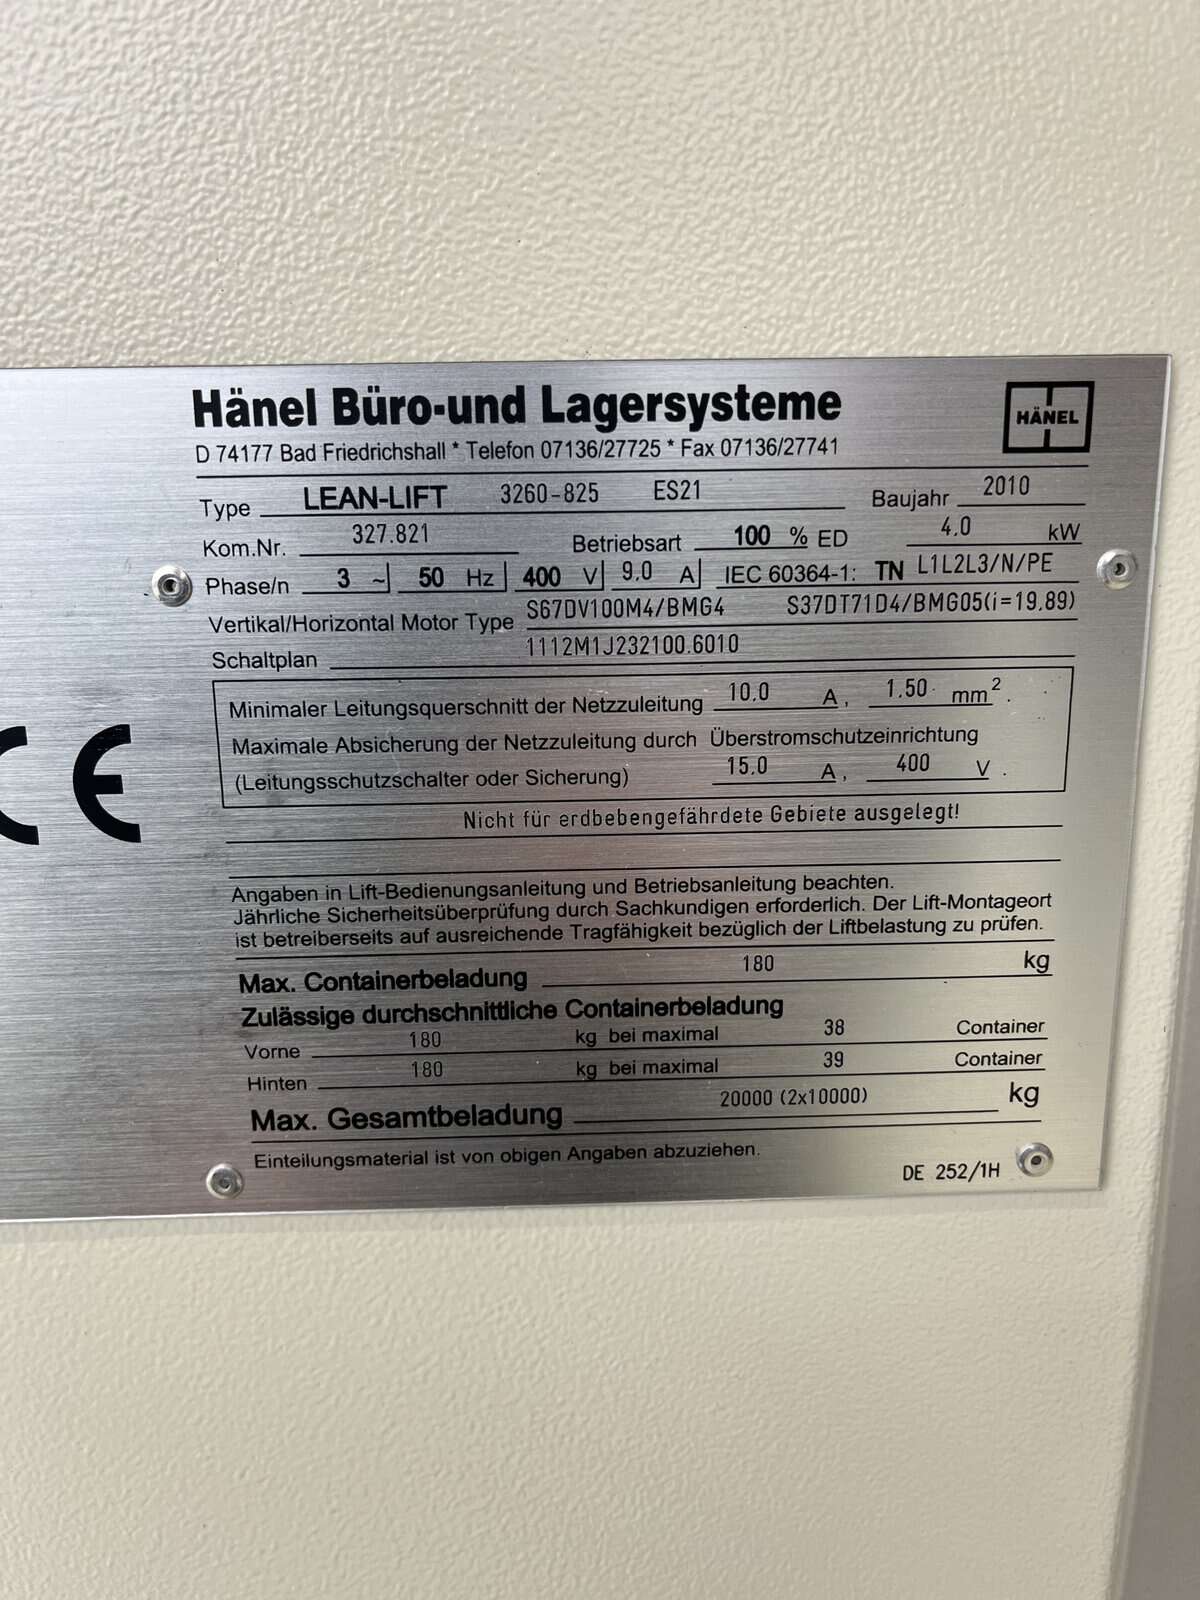 Hänel Büro-und Lagersysteme
HÄNEL
D 74177 Bad Friedrichshall * Telefon 07136/27725 * Fax 07136/27741
Type LEAN-LIFT 3260-825 ES21 Baujahr 2010
Kom.Nr. 327.821 Betriebsart 100 % ED 4.0 kW
Phase/n 3 ~ 50 Hz 400 V 9.0 A IEC 60364-1: TN L1L2L3/N/PE
Vertikal/Horizontal Motor Type S67DV100M4/BMG4 S37DT71D4/BMG05(i=19.89)
Schaltplan 1112M1J232100.6010
Minimaler Leitungsquerschnitt der Netzzuleitung 10.0 A, 1.50 mm².
Maximale Absicherung der Netzzuleitung durch Überstromschutzeinrichtung
(Leitungsschutzschalter oder Sicherung) 15.0 A, 400 V.
CE
Nicht für erdbebengefährdete Gebiete ausgelegt!
Angaben in Lift-Bedienungsanleitung und Betriebsanleitung beachten.
Jährliche Sicherheitsüberprüfung durch Sachkundigen erforderlich. Der Lift-Montageort
ist betreiberseits auf ausreichende Tragfähigkeit bezüglich der Liftbelastung zu prüfen.
Max. Containerbeladung 180 kg
Zulässige durchschnittliche Containerbeladung
Vorne 180 kg bei maximal 38 Container
Hinten 180 kg bei maximal 39 Container
Max. Gesamtbeladung 20000 (2x10000) kg
Einteilungsmaterial ist von obigen Angaben abzuziehen.
DE 252/1H